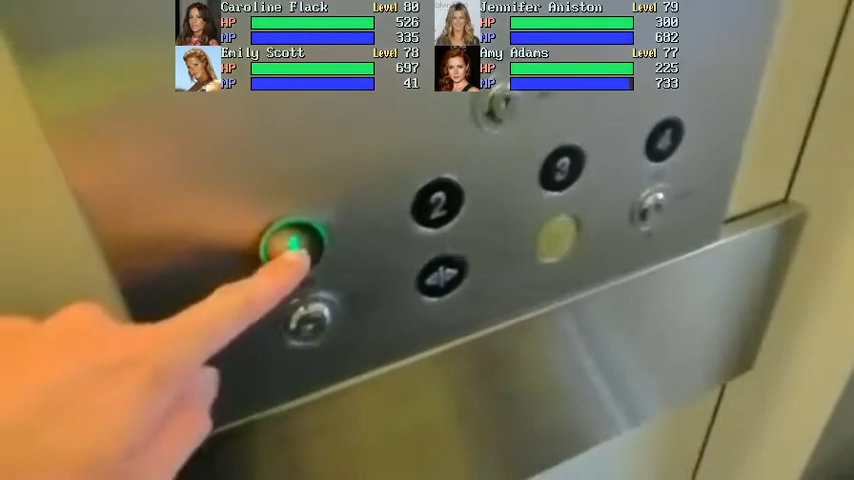 Caroline Flack Level 80
HP 526
MP 335
Emily Scott Level 78
HP 697
MP 41
Jennifer Aniston Level 79
HP 300
MP 682
Amy Adams Level 77
HP 225
MP 733
2 3 4
1